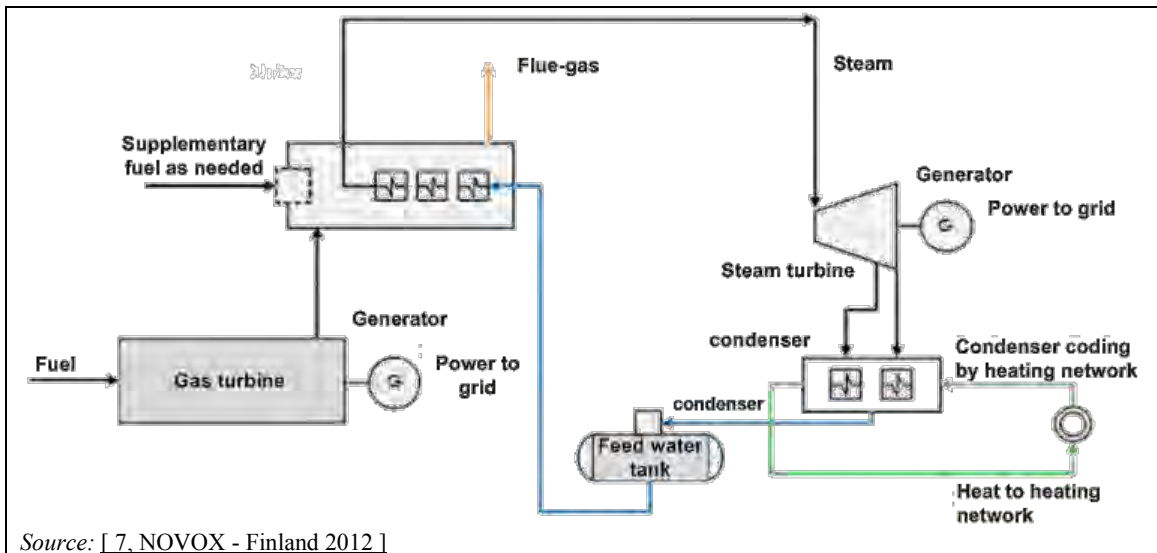 Flue-gas
Steam
Supplementary
fuel as needed
Generator
Power to grid
G
Steam turbine
Generator
condenser
Condenser coding
by heating network
Fuel
Gas turbine
G
Power to
grid
condenser
Feed water
tank
Heat to heating
network
Source: [ 7, NOVOX - Finland 2012 ]